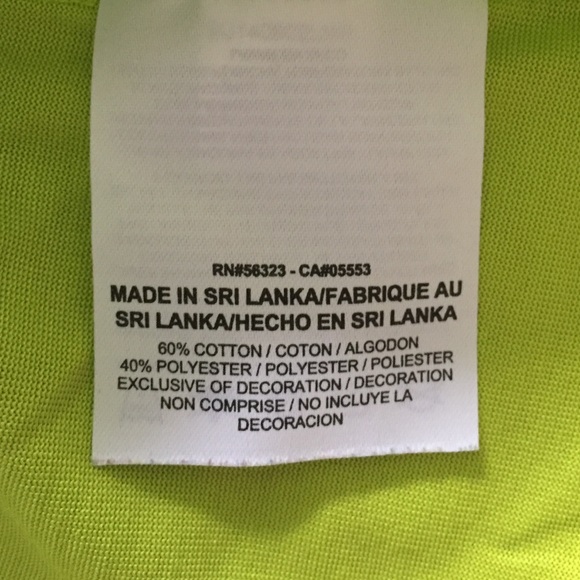 RN#56323 - CA#05553
MADE IN SRI LANKA/FABRIQUE AU
SRI LANKA/HECHO EN SRI LANKA
60% COTTON / COTON / ALGODON
40% POLYESTER / POLYESTER / POLIESTER
EXCLUSIVE OF DECORATION / DECORATION
NON COMPRISE / NO INCLUYE LA
DECORACION